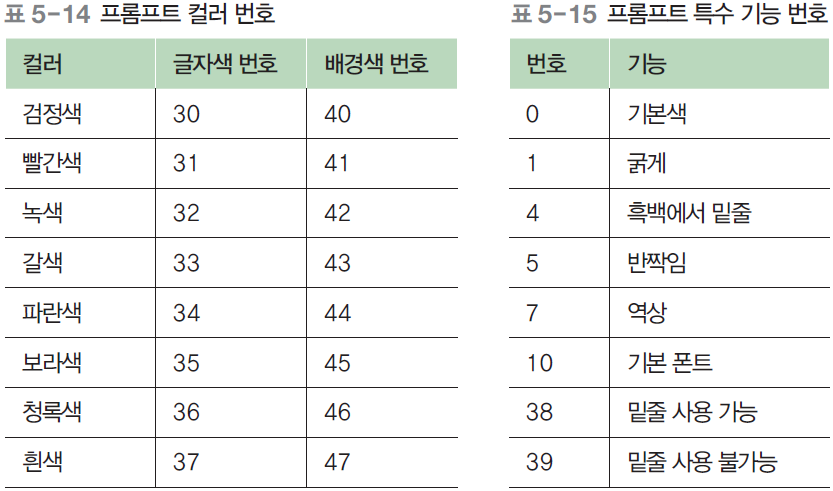 표 5-14 프롬프트 컬러 번호
컬러 글자색 번호 배경색 번호
검정색 30 40
빨간색 31 41
녹색 32 42
갈색 33 43
파란색 34 44
보라색 35 45
청록색 36 46
흰색 37 47
표 5-15 프롬프트 특수 기능 번호
번호 기능
0 기본색
1 굵게
4 흑백에서 밑줄
5 반짝임
7 역상
10 기본 폰트
38 밑줄 사용 가능
39 밑줄 사용 불가능